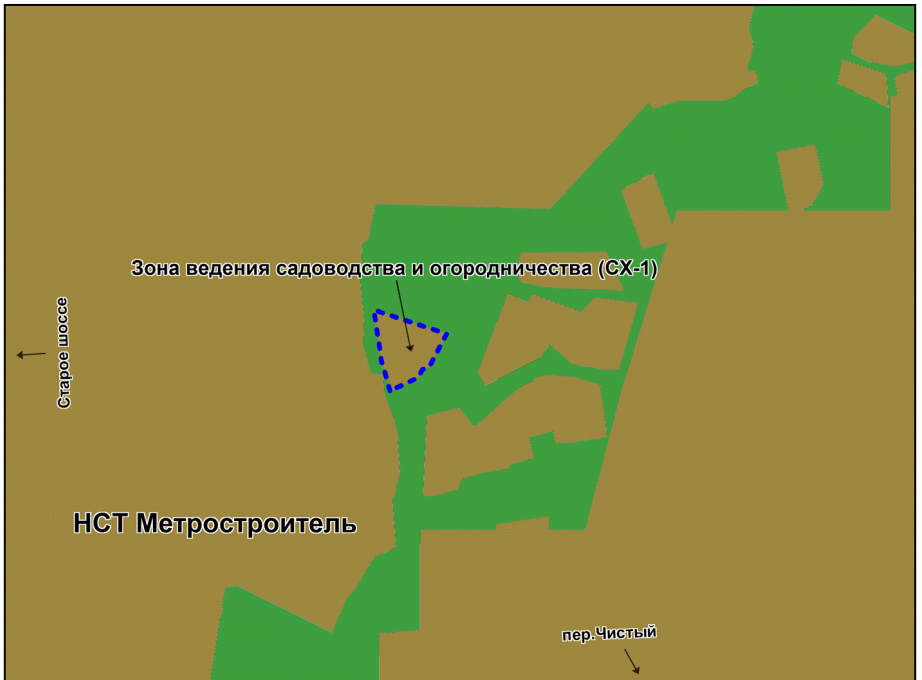 Зона ведения садоводства и огородничества (СХ-1)
Старое шоссе
НСТ Метростроитель
пер.Чистый